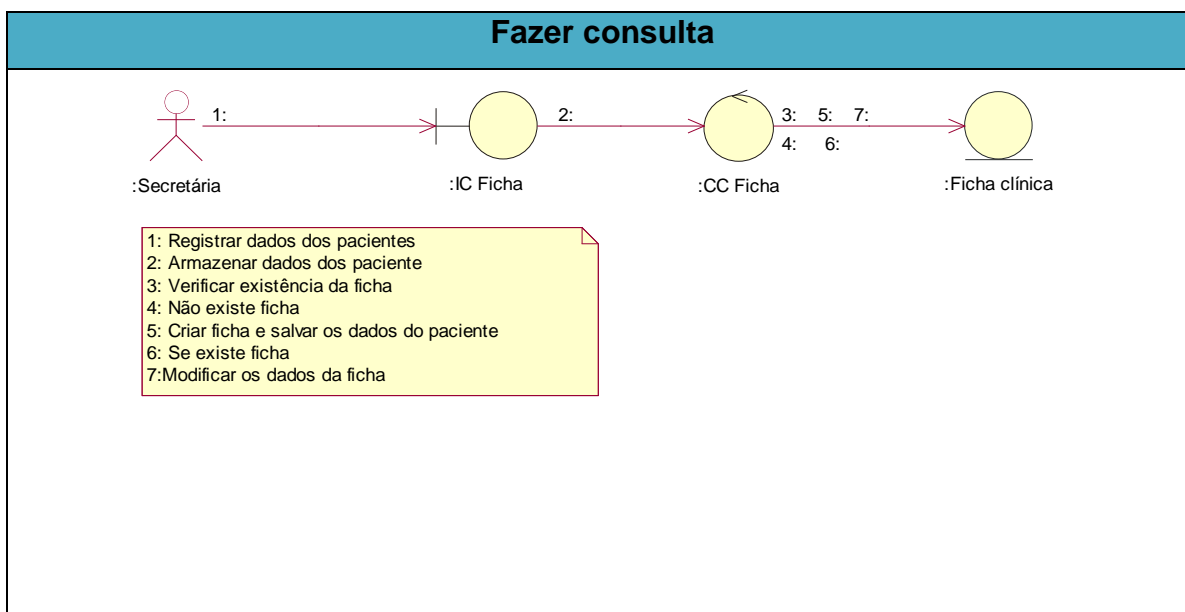 Fazer consulta
1: 2: 3: 5: 7:
4: 6:
:Secretária :IC Ficha :CC Ficha :Ficha clínica
1: Registrar dados dos pacientes
2: Armazenar dados dos paciente
3: Verificar existência da ficha
4: Não existe ficha
5: Criar ficha e salvar os dados do paciente
6: Se existe ficha
7:Modificar os dados da ficha